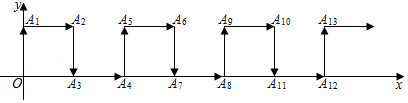 y
A₁ A₂ A₅ A₆ A₉ A₁₀ A₁₃
O A₃ A₄ A₇ A₈ A₁₁ A₁₂ x